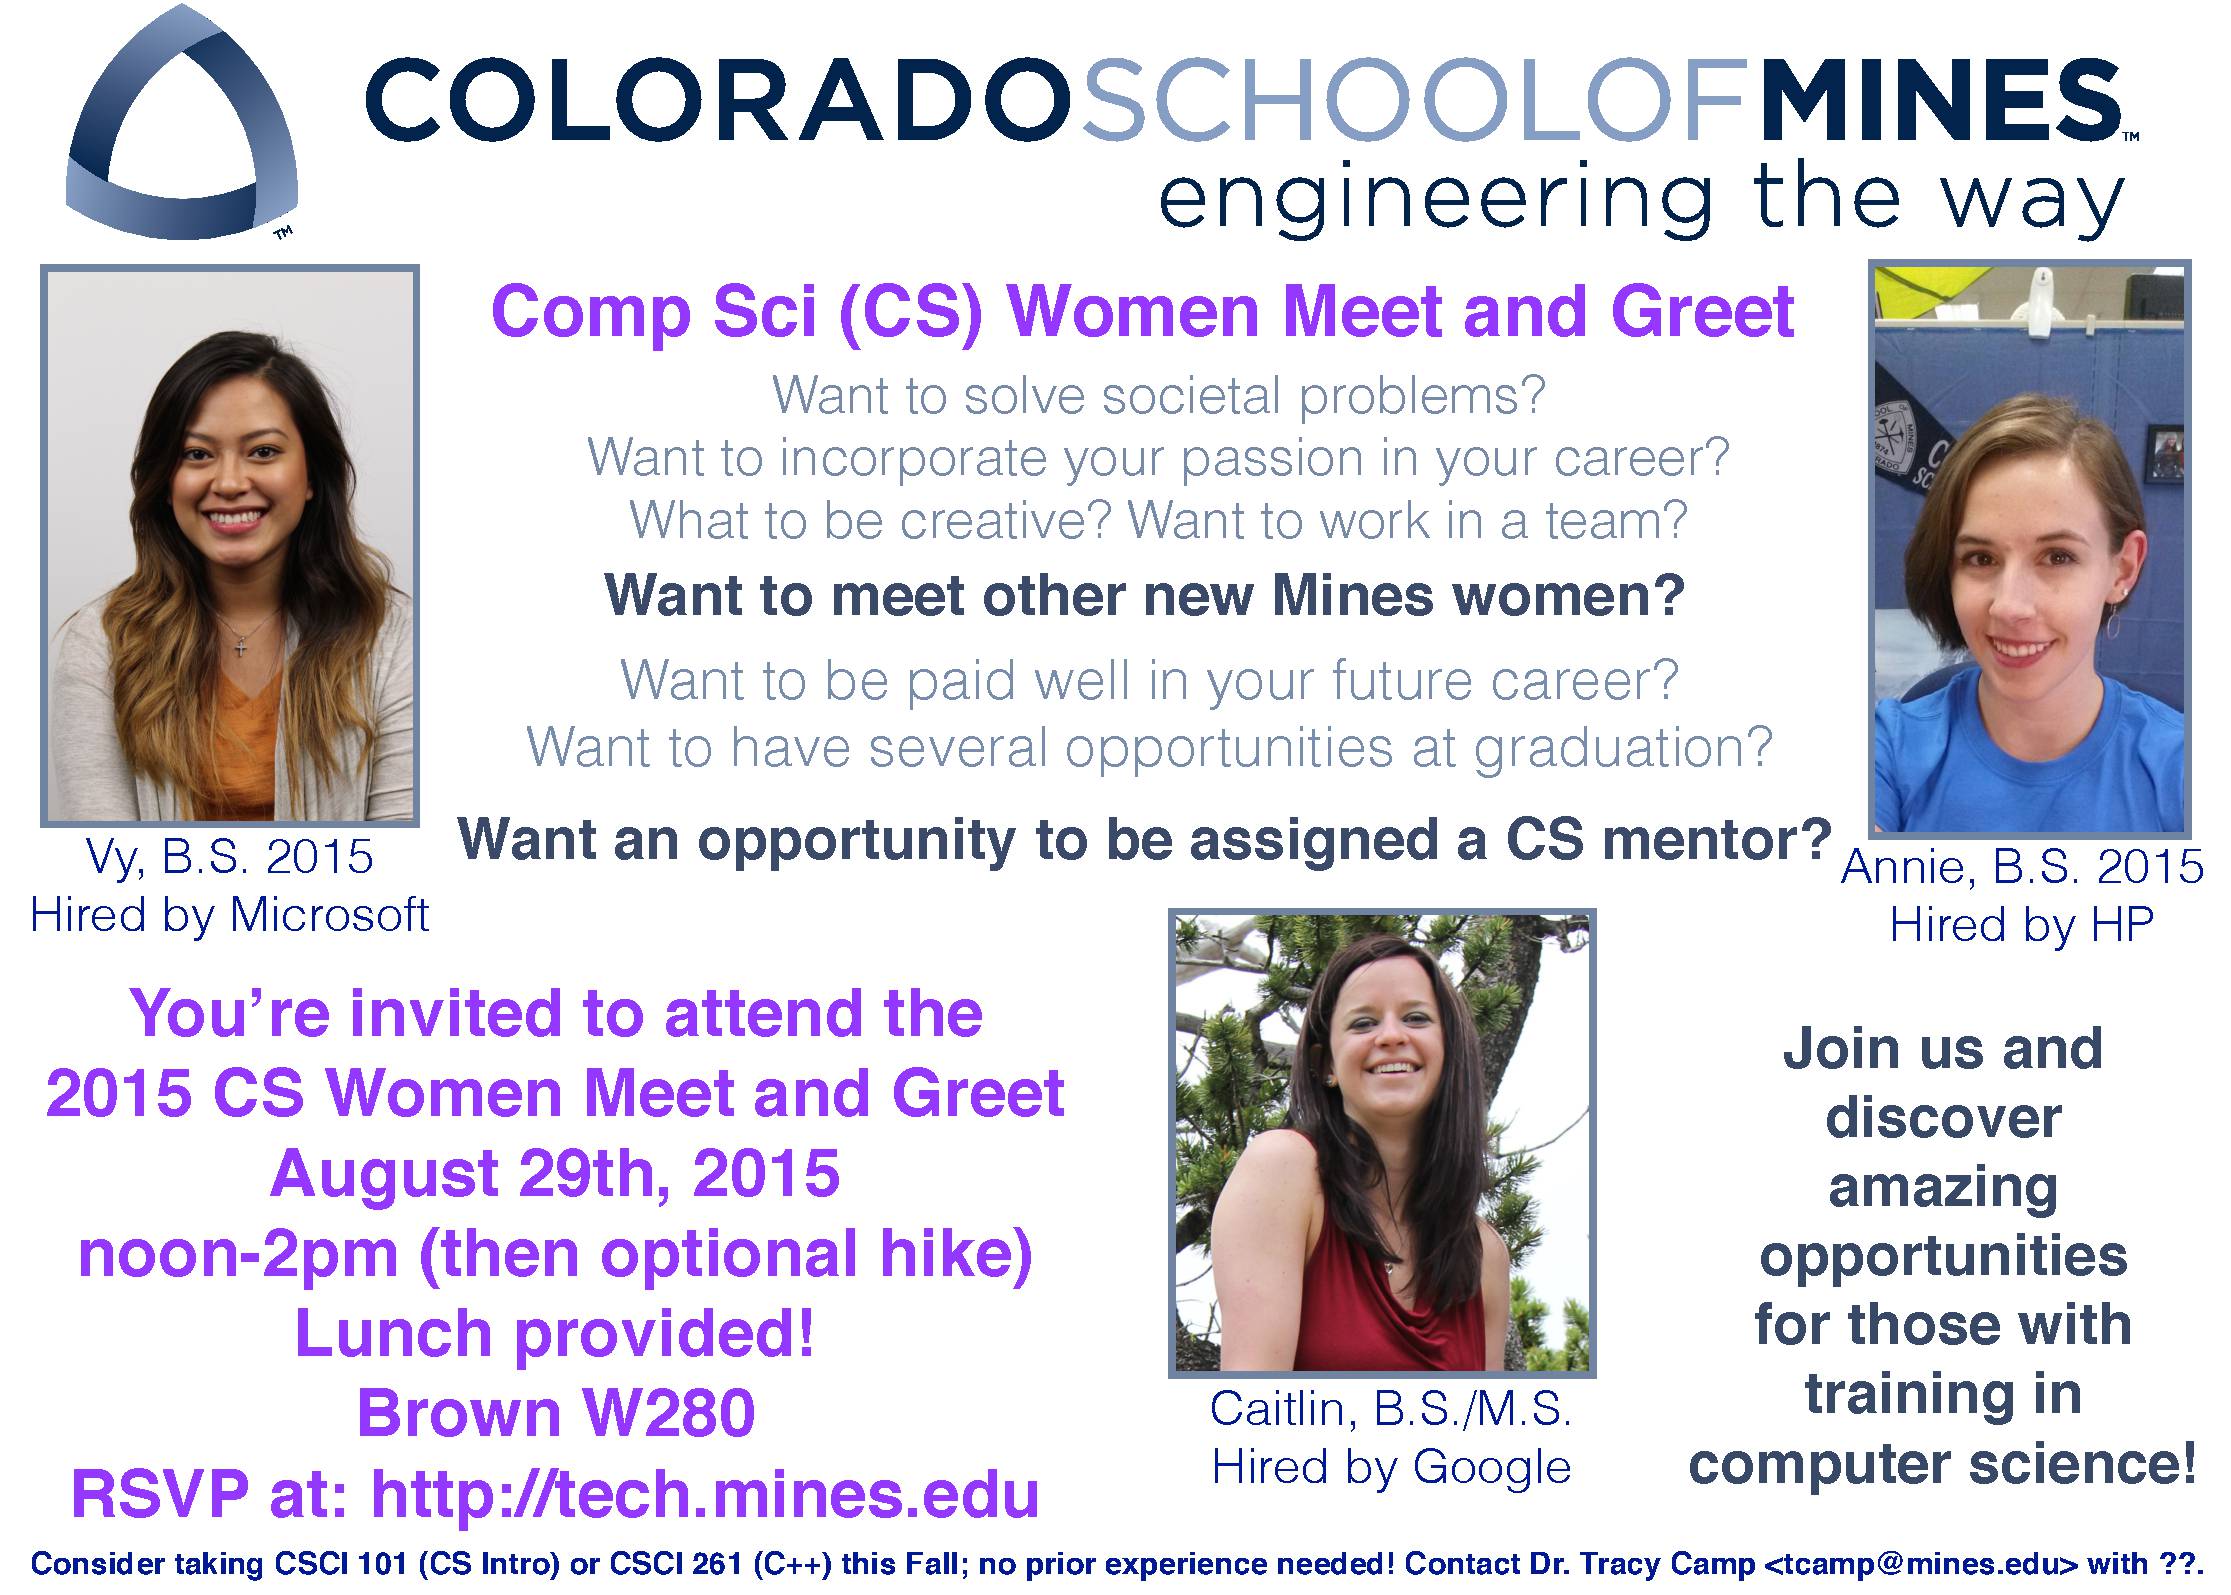 COLORADOSCHOOLOFMINES™
engineering the way
TM
Comp Sci (CS) Women Meet and Greet
Want to solve societal problems?
Want to incorporate your passion in your career?
What to be creative? Want to work in a team?
Want to meet other new Mines women?
Want to be paid well in your future career?
Want to have several opportunities at graduation?
Want an opportunity to be assigned a CS mentor?
Vy, B.S. 2015
Hired by Microsoft
Annie, B.S. 2015
Hired by HP
You’re invited to attend the
2015 CS Women Meet and Greet
August 29th, 2015
noon-2pm (then optional hike)
Lunch provided!
Brown W280
RSVP at: http://tech.mines.edu
Caitlin, B.S./M.S.
Hired by Google
Join us and
discover
amazing
opportunities
for those with
training in
computer science!
Consider taking CSCI 101 (CS Intro) or CSCI 261 (C++) this Fall; no prior experience needed! Contact Dr. Tracy Camp <tcamp@mines.edu> with ??.